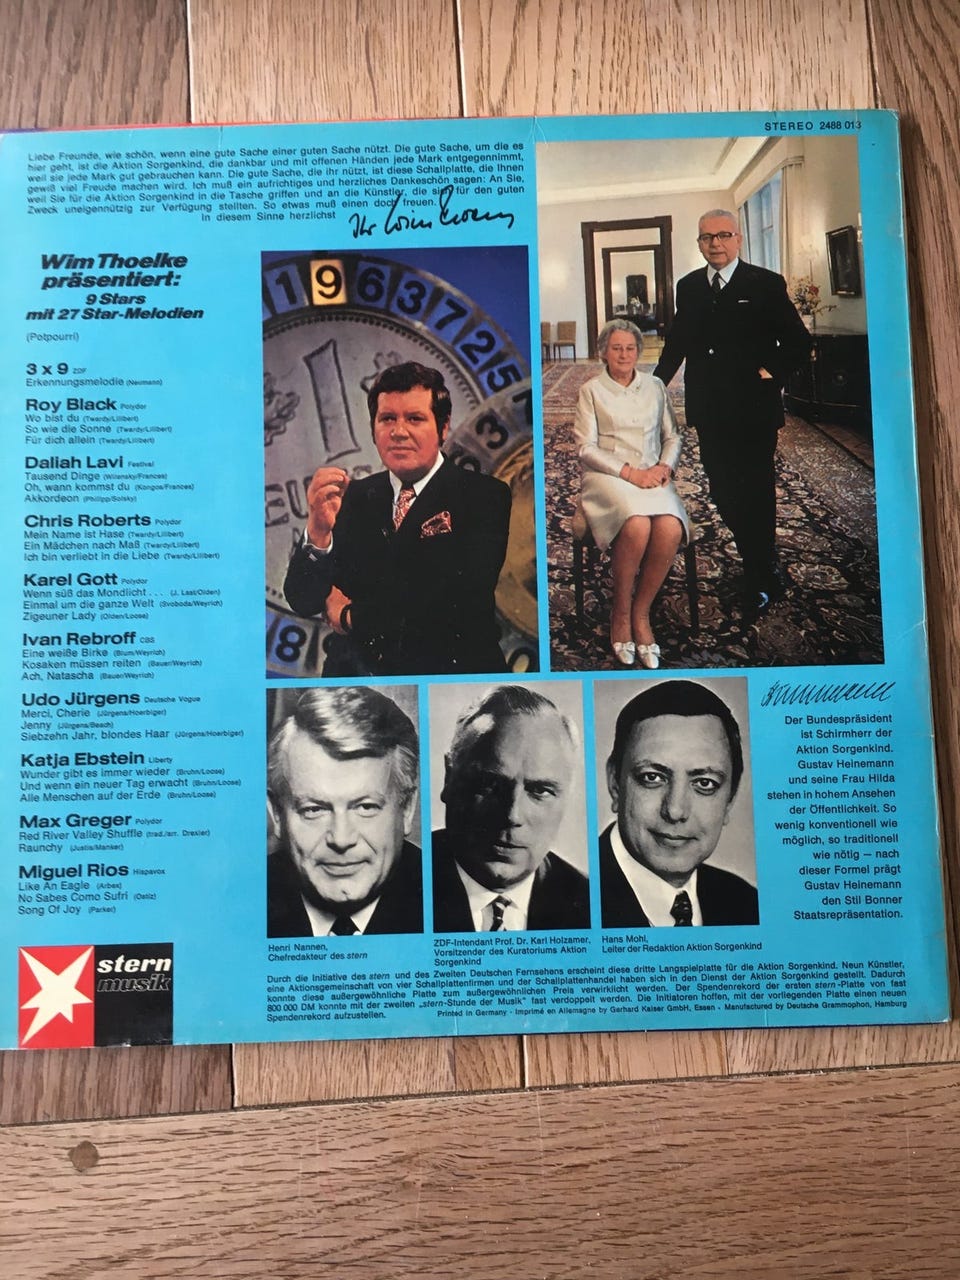 STEREO 2488 013
Liebe Freunde, wie schön, wenn eine gute Sache einer guten Sache nützt. Die gute Sache, um die es
hier geht, ist die Aktion Sorgenkind, die dankbar und mit offenen Händen jede Mark entgegennimmt,
weil sie jede Mark gut gebrauchen kann. Die gute Sache, die ihr nützt, ist diese Schallplatte, die Ihnen
gewiß viel Freude machen wird. Ich muß ein aufrichtiges und herzliches Dankeschön sagen: An Sie,
weil Sie für die Aktion Sorgenkind in die Tasche griffen und an die Künstler, die sich für den guten
Zweck uneigennützig zur Verfügung stellten. So etwas muß einen doch freuen.
In diesem Sinne herzlichst
Ihr Wim Thoelke
Wim Thoelke
präsentiert:
9 Stars
mit 27 Star-Melodien
(Potpourri)
3 x 9 ZDF
Erkennungsmelodie (Neumann)
Roy Black Polydor
Wo bist du (Twardy/Lilibert)
So wie die Sonne (Twardy/Lilibert)
Für dich allein (Twardy/Lilibert)
Daliah Lavi Festival
Tausend Dinge (Wilensky/Frances)
Oh, wann kommst du (Kongos/Frances)
Akkordeon (Philipp/Solsky)
Chris Roberts Polydor
Mein Name ist Hase (Twardy/Lilibert)
Ein Mädchen nach Maß (Twardy/Lilibert)
Ich bin verliebt in die Liebe (Twardy/Lilibert)
Karel Gott Polydor
Wenn süß das Mondlicht . . . (J. Last/Olden)
Einmal um die ganze Welt (Svoboda/Weyrich)
Zigeuner Lady (Olden/Loose)
Ivan Rebroff CBS
Eine weiße Birke (Blum/Weyrich)
Kosaken müssen reiten (Bauer/Weyrich)
Ach, Natascha (Bauer/Weyrich)
Udo Jürgens Deutsche Vogue
Merci, Cherie (Jürgens/Hoerbiger)
Jenny (Jürgens/Beach)
Siebzehn Jahr, blondes Haar (Jürgens/Hoerbiger)
Katja Ebstein Liberty
Wunder gibt es immer wieder (Bruhn/Loose)
Und wenn ein neuer Tag erwacht (Bruhn/Loose)
Alle Menschen auf der Erde (Bruhn/Loose)
Max Greger Polydor
Red River Valley Shuffle (trad./arr. Drexler)
Raunchy (Justis/Manker)
Miguel Rios Hispavox
Like An Eagle (Arbex)
No Sabes Como Sufri (Ostiz)
Song Of Joy (Parker)
stern
musik
1 9 6 3 7 2 5
3
1
8
Heinemann
Der Bundespräsident
ist Schirmherr der
Aktion Sorgenkind.
Gustav Heinemann
und seine Frau Hilda
stehen in hohem Ansehen
der Öffentlichkeit. So
wenig konventionell wie
möglich, so traditionell
wie nötig — nach
dieser Formel prägt
Gustav Heinemann
den Stil Bonner
Staatsrepräsentation.
Henri Nannen,
Chefredakteur des stern
ZDF-Intendant Prof. Dr. Karl Holzamer,
Vorsitzender des Kuratoriums Aktion
Sorgenkind
Hans Mohl,
Leiter der Redaktion Aktion Sorgenkind
Durch die Initiative des stern und des Zweiten Deutschen Fernsehens erscheint diese dritte Langspielplatte für die Aktion Sorgenkind. Neun Künstler,
eine Aktionsgemeinschaft von vier Schallplattenfirmen und der Schallplattenhandel haben sich in den Dienst der Aktion Sorgenkind gestellt. Dadurch
konnte diese außergewöhnliche Platte zum außergewöhnlichen Preis verwirklicht werden. Der Spendenrekord der ersten stern-Platte von fast
800 000 DM konnte mit der zweiten „stern-Stunde der Musik" fast verdoppelt werden. Die Initiatoren hoffen, mit der vorliegenden Platte einen neuen
Spendenrekord aufzustellen.
Printed in Germany - Imprimé en Allemagne by Gerhard Kaiser GmbH, Essen - Manufactured by Deutsche Grammophon, Hamburg